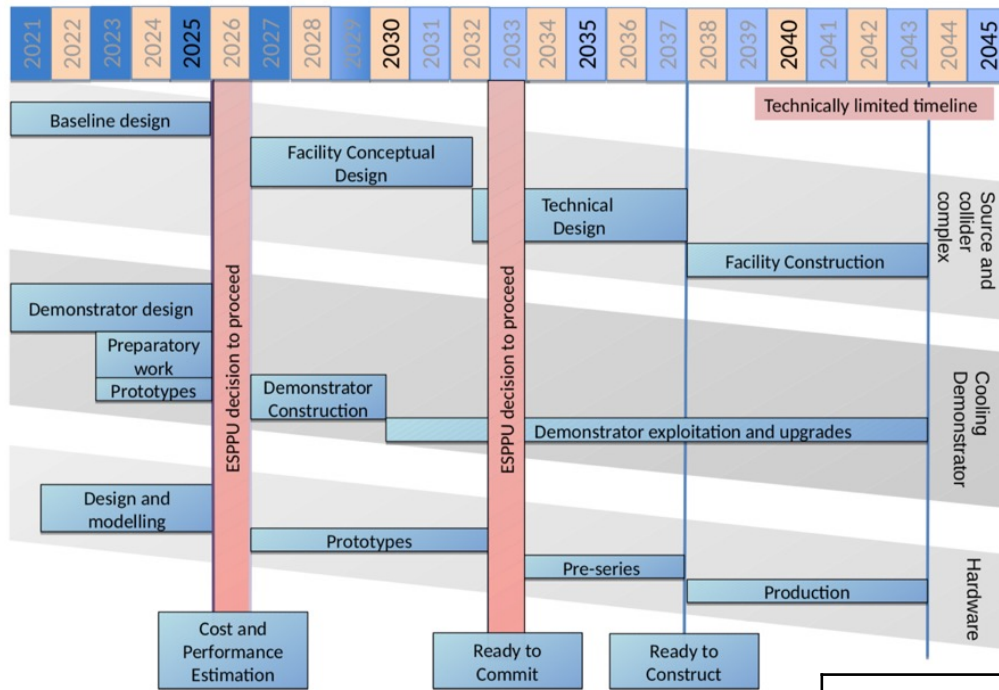 2021 2022 2023 2024 2025 2026 2027 2028 2029 2030 2031 2032 2033 2034 2035 2036 2037 2038 2039 2040 2041 2042 2043 2044 2045
Technically limited timeline
Baseline design
Facility Conceptual
Design
Technical
Design
Facility Construction
Source and
collider
complex
ESPPU decision to proceed
ESPPU decision to proceed
Demonstrator design
Preparatory
work
Prototypes
Demonstrator
Construction
Demonstrator exploitation and upgrades
Cooling
Demonstrator
Design and
modelling
Prototypes
Pre-series
Production
Hardware
Cost and
Performance
Estimation
Ready to
Commit
Ready to
Construct